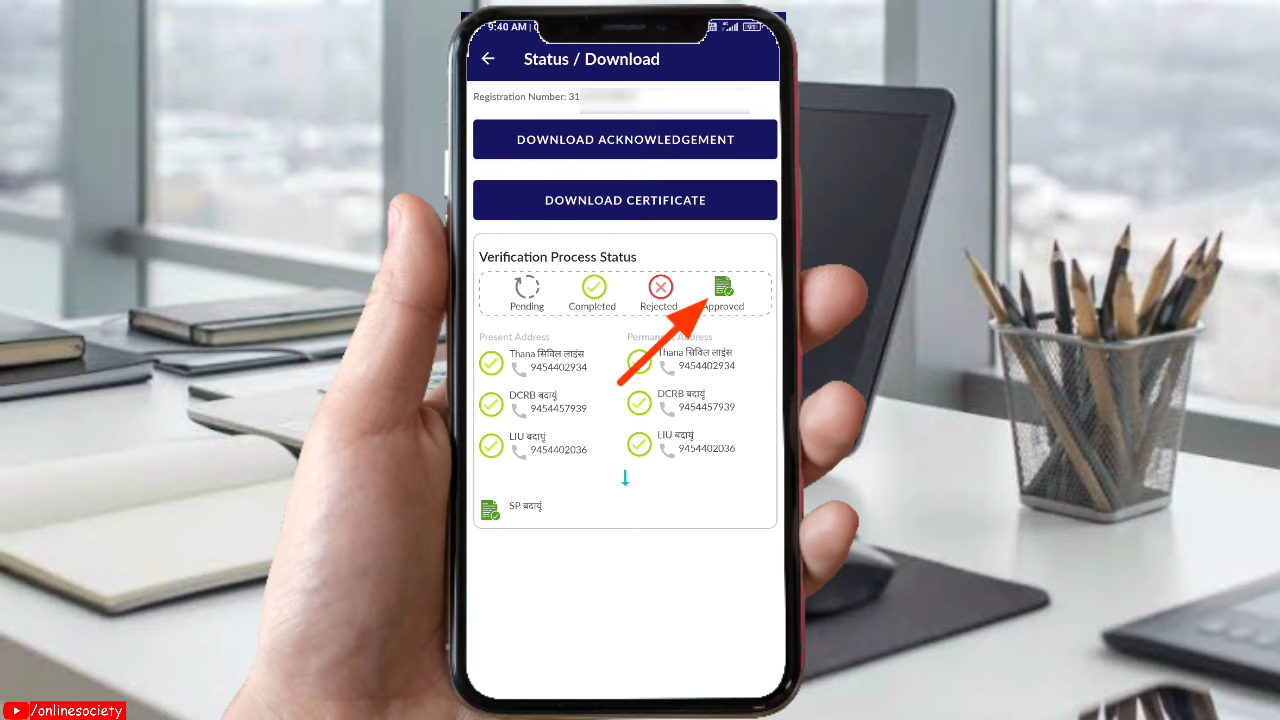 9:40 AM
Status / Download
Registration Number: 31
DOWNLOAD ACKNOWLEDGEMENT
DOWNLOAD CERTIFICATE
Verification Process Status
Pending Completed Rejected Approved
Present Address Permanent Address
Thana सिविल लाइंस Thana सिविल लाइंस
9454402934 9454402934
DCRB बदायूं DCRB बदायूं
9454457939 9454457939
LIU बदायूं LIU बदायूं
9454402036 9454402036
SP बदायूं
/onlinesociety